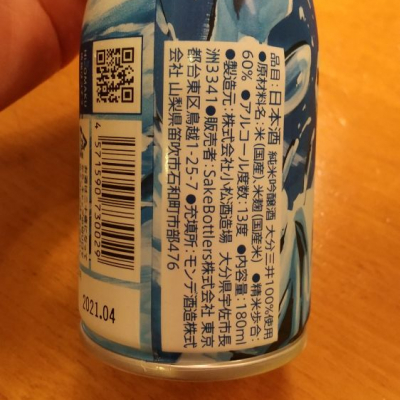 品目:日本酒 純米吟醸酒 大分三井100%使用
●原材料名:米(国産)、米麹(国産米) ●精米歩合:
60% ●アルコール度数:13度 ●内容量:180ml
●製造元:株式会社小松酒造場 大分県宇佐市長
洲3341●販売者:SakeBottlers株式会社 東京
都台東区鳥越1-25-7●充填所:モンデ酒造株式
会社 山梨県笛吹市石和町市部476
4571590730029
2021.04